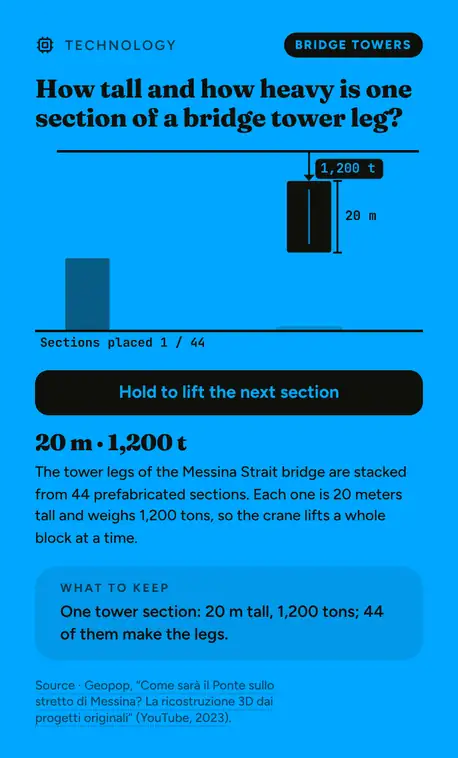 TECHNOLOGY
BRIDGE TOWERS
How tall and how heavy is one
section of a bridge tower leg?
1,200 t
20 m
Sections placed 1 / 44
Hold to lift the next section
20 m · 1,200 t
The tower legs of the Messina Strait bridge are stacked
from 44 prefabricated sections. Each one is 20 meters
tall and weighs 1,200 tons, so the crane lifts a whole
block at a time.
WHAT TO KEEP
One tower section: 20 m tall, 1,200 tons; 44
of them make the legs.
Source · Geopop, “Come sarà il Ponte sullo
stretto di Messina? La ricostruzione 3D dai
progetti originali” (YouTube, 2023).